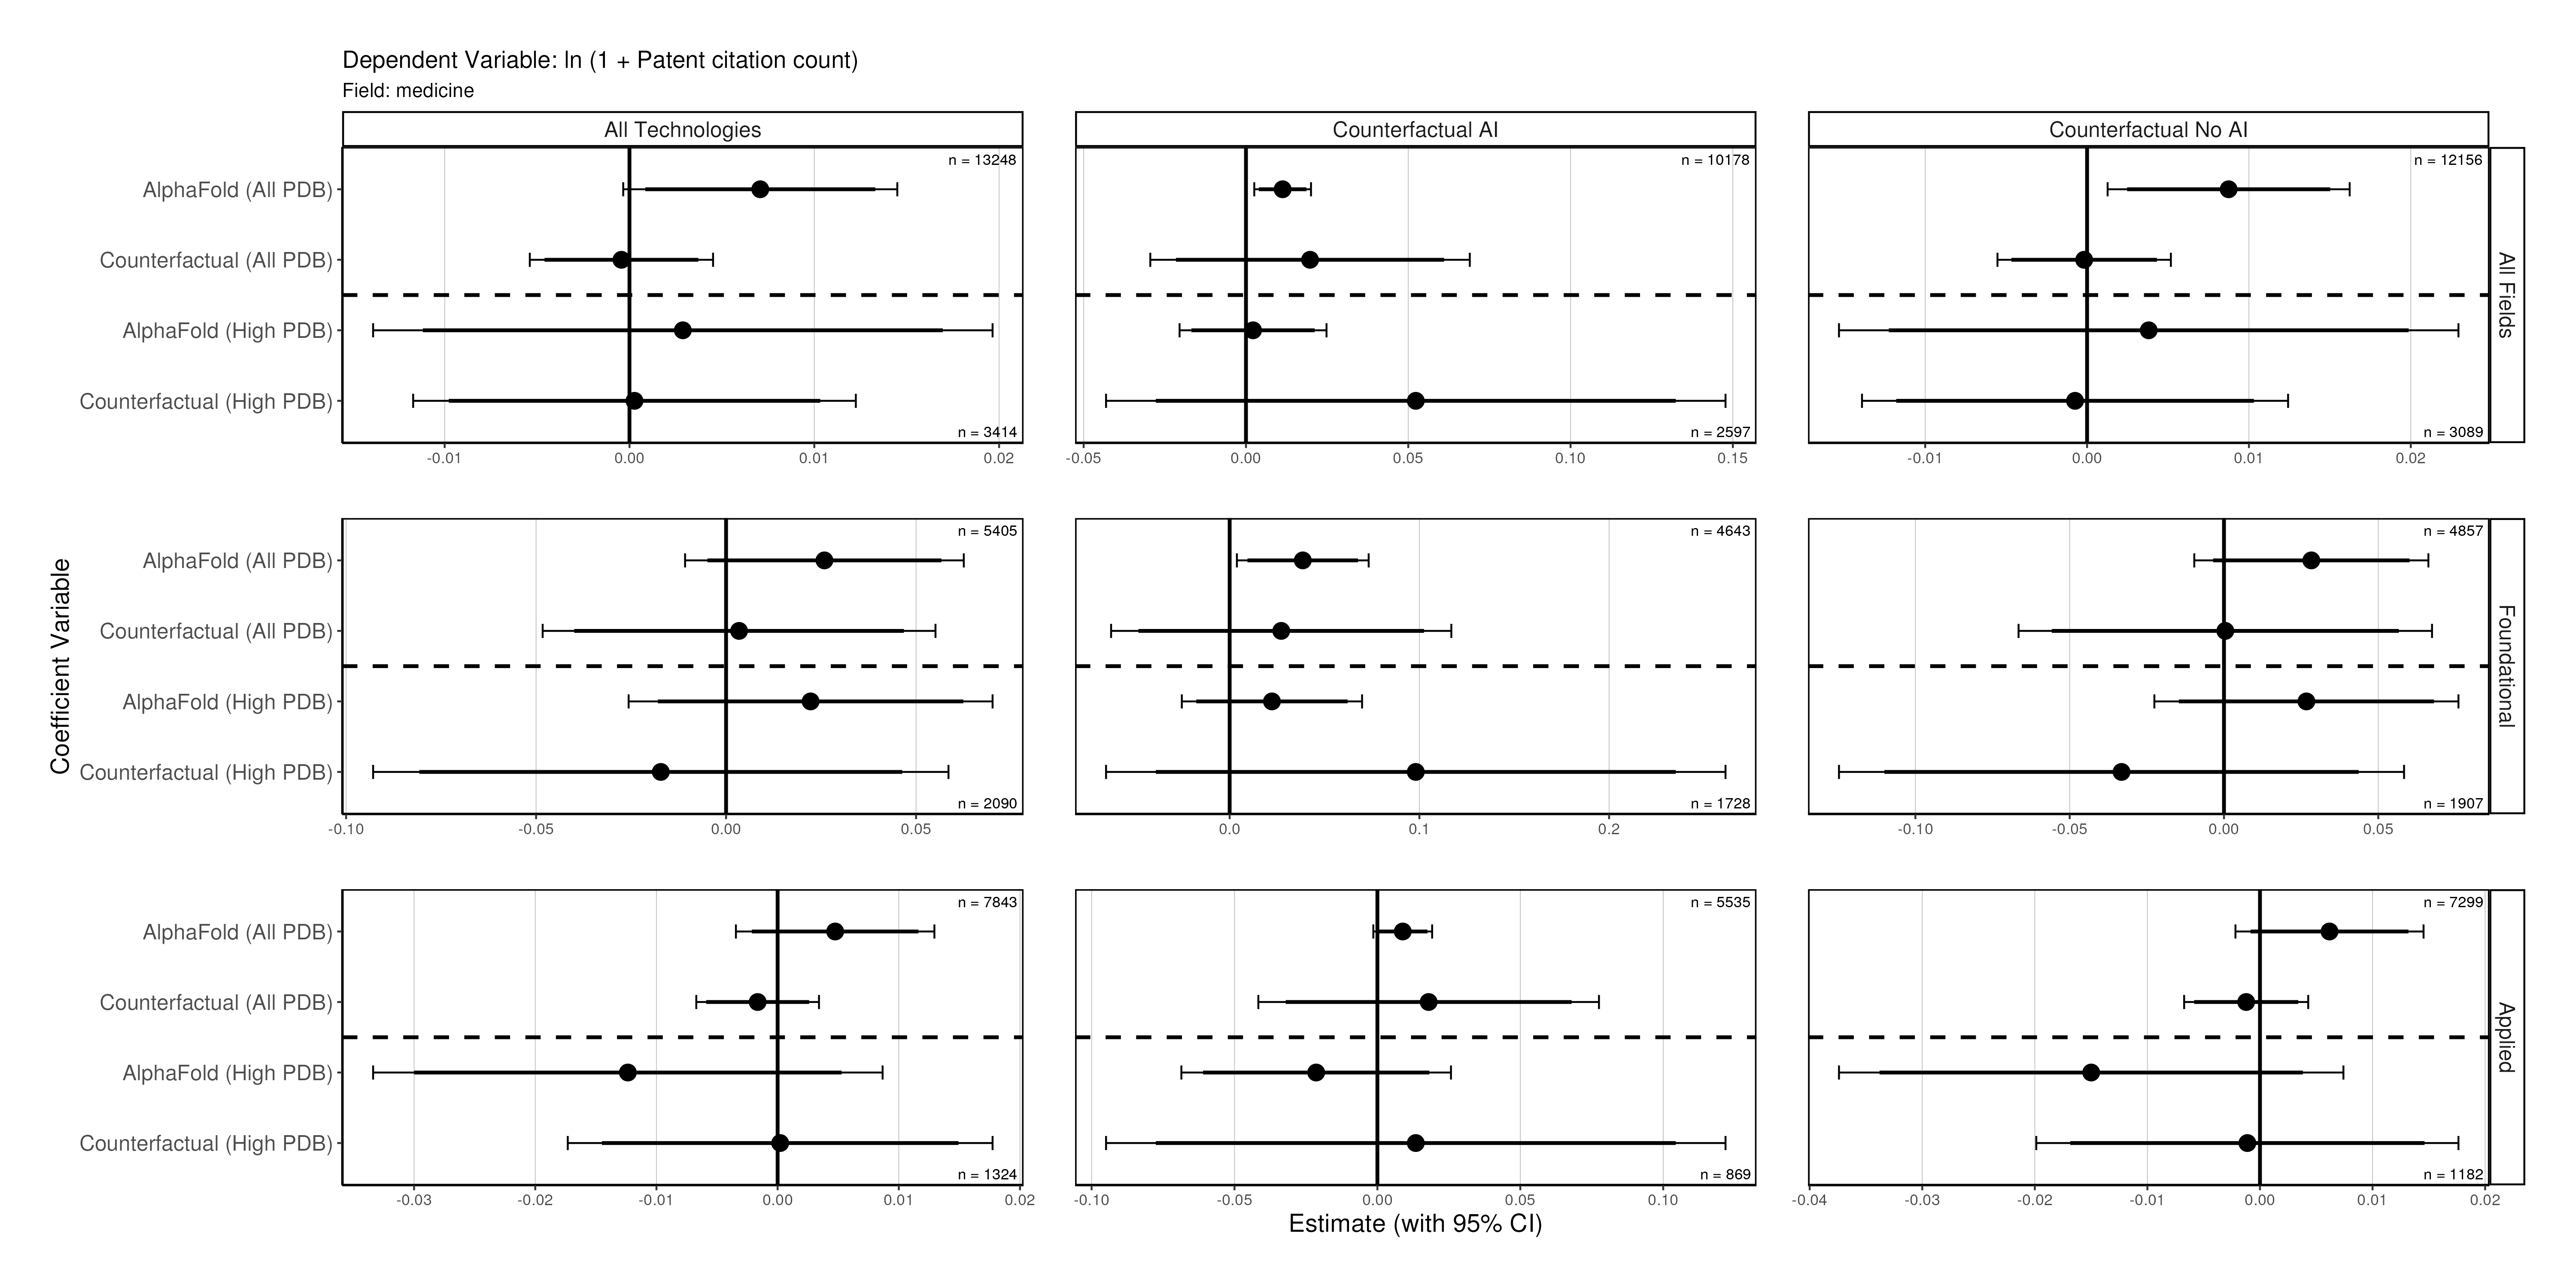 Dependent Variable: ln (1 + Patent citation count)
Field: medicine
All Technologies
Counterfactual AI
Counterfactual No AI
AlphaFold (All PDB)
Counterfactual (All PDB)
AlphaFold (High PDB)
Counterfactual (High PDB)
n = 13248
n = 3414
-0.01 0.00 0.01 0.02
n = 10178
n = 2597
-0.05 0.00 0.05 0.10 0.15
n = 12156
n = 3089
-0.01 0.00 0.01 0.02
All Fields
Coefficient Variable
AlphaFold (All PDB)
Counterfactual (All PDB)
AlphaFold (High PDB)
Counterfactual (High PDB)
n = 5405
n = 2090
-0.10 -0.05 0.00 0.05
n = 4643
n = 1728
0.0 0.1 0.2
n = 4857
n = 1907
-0.10 -0.05 0.00 0.05
Foundational
AlphaFold (All PDB)
Counterfactual (All PDB)
AlphaFold (High PDB)
Counterfactual (High PDB)
n = 7843
n = 1324
-0.03 -0.02 -0.01 0.00 0.01 0.02
n = 5535
n = 869
-0.10 -0.05 0.00 0.05 0.10
n = 7299
n = 1182
-0.04 -0.03 -0.02 -0.01 0.00 0.01 0.02
Applied
Estimate (with 95% CI)